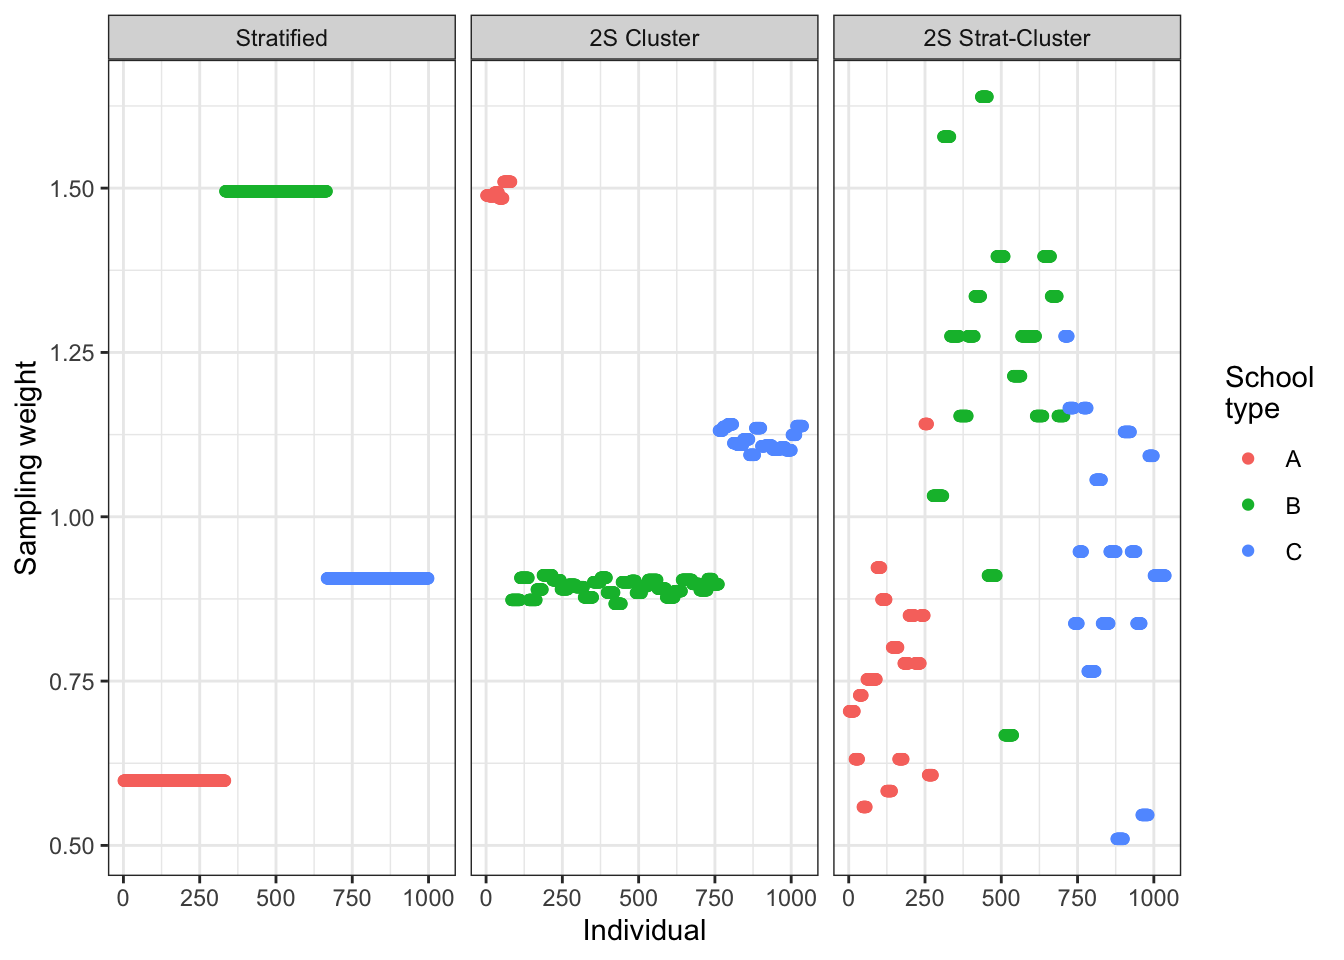 Stratified
2S Cluster
2S Strat-Cluster
Sampling weight
1.50
1.25
1.00
0.75
0.50
0 250 500 750 1000
0 250 500 750 1000
0 250 500 750 1000
Individual
School
type
A
B
C